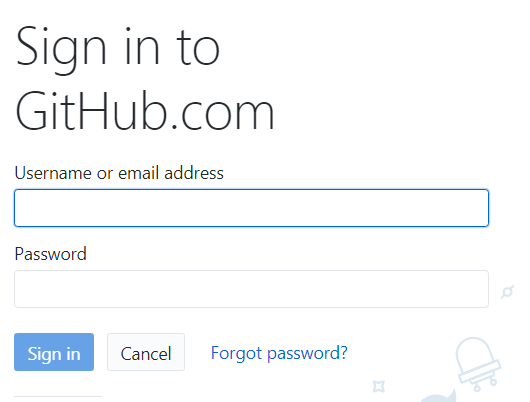 Sign in to
GitHub.com
Username or email address
Password
Sign in Cancel Forgot password?